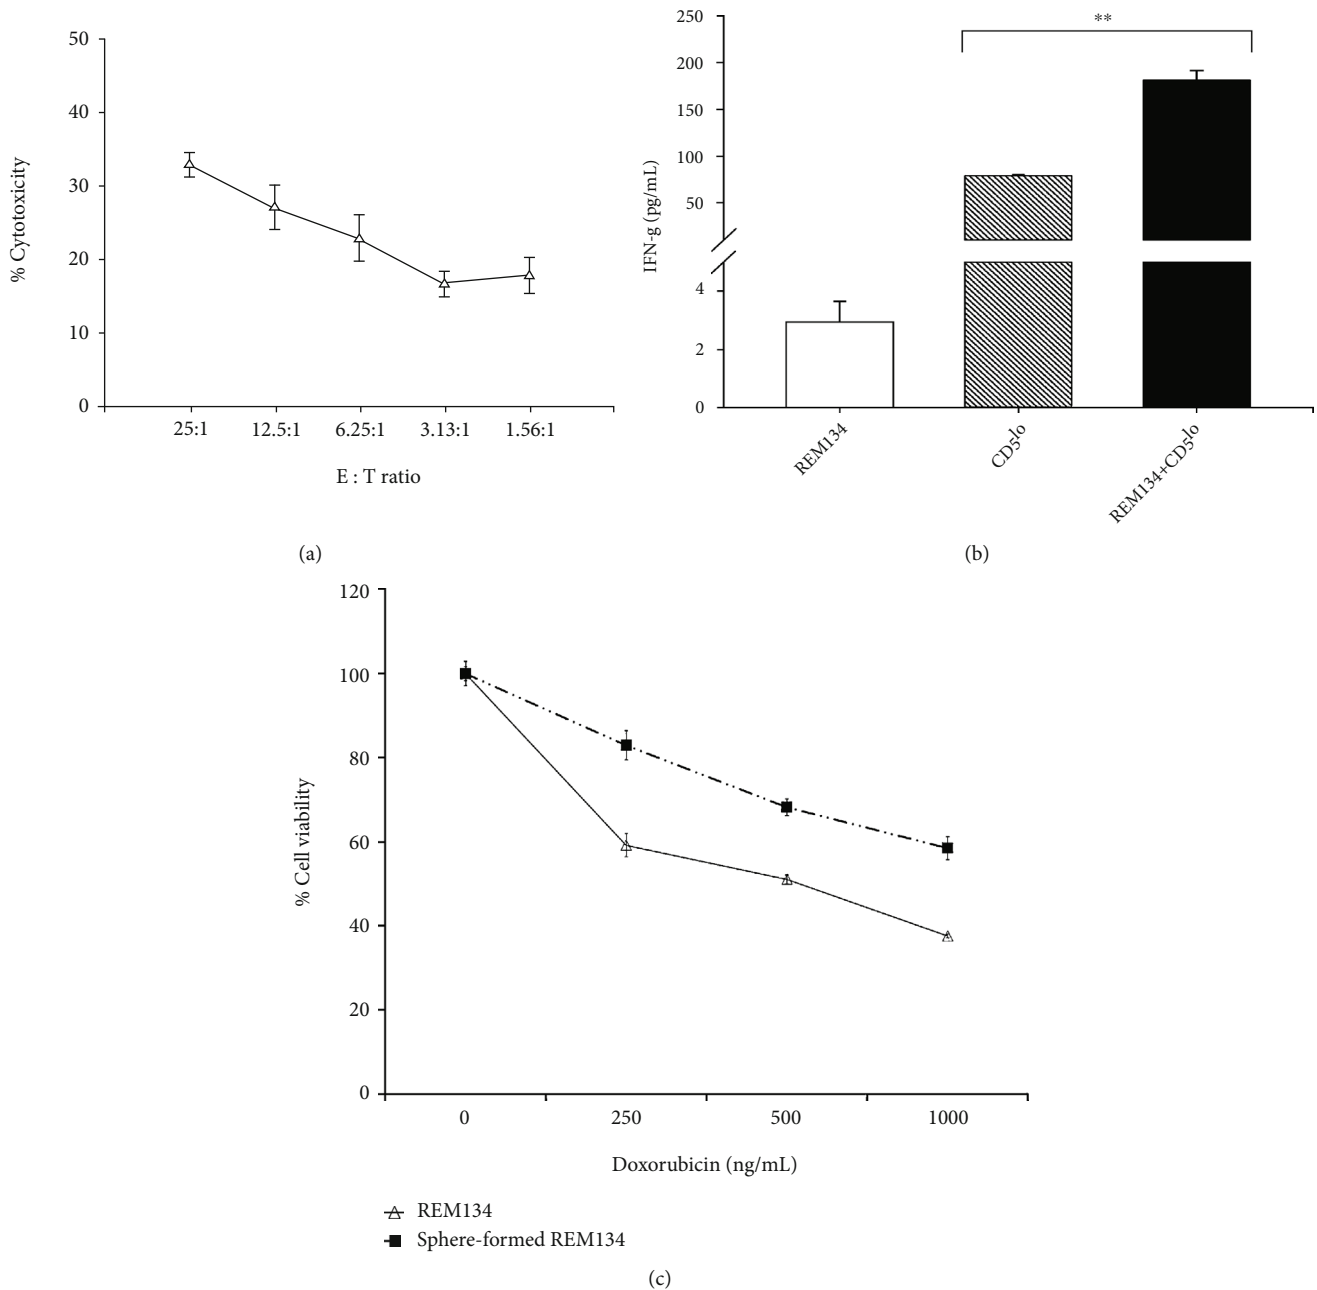 50
40
30
20
10
0
% Cytotoxicity
25:1 12.5:1 6.25:1 3.13:1 1.56:1
E : T ratio
(a)
250
200
150
100
50
4
2
0
IFN-g (pg/mL)
**
REM134
CD5lo
REM134+CD5lo
(b)
120
100
80
60
40
20
0
% Cell viability
0 250 500 1000
Doxorubicin (ng/mL)
REM134
Sphere-formed REM134
(c)